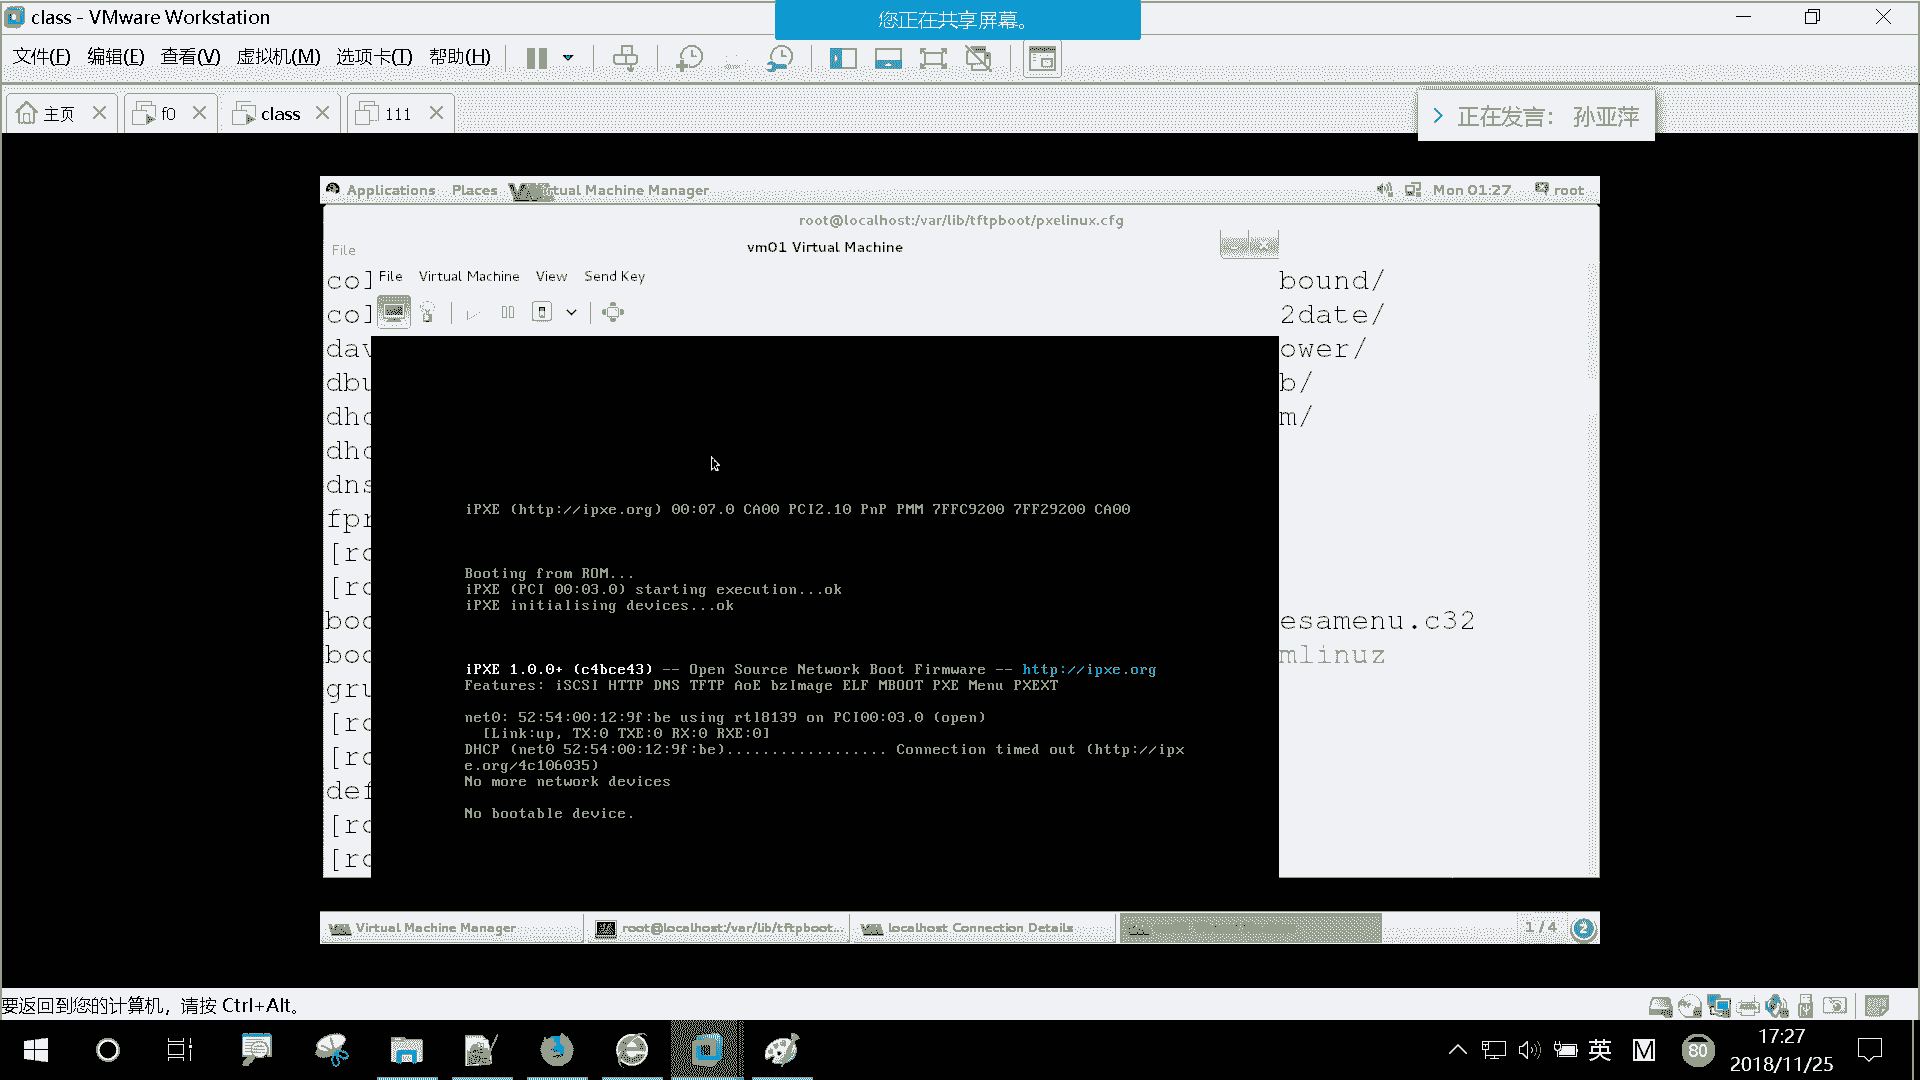 class - VMware Workstation
您正在共享屏幕。
文件(F) 编辑(E) 查看(V) 虚拟机(M) 选项卡(T) 帮助(H)
主页 f0 class 111
正在发言： 孙亚萍
Applications Places Virtual Machine Manager Mon 01:27 root
root@localhost:/var/lib/tftpboot/pxelinux.cfg
File
vm01 Virtual Machine
File Virtual Machine View Send Key
co] bound/
co] 2date/
dav ower/
dbu b/
dhc m/
dhc
dns
fpr
[ro
[ro
boo esamenu.c32
boo mlinuz
gru
[ro
[ro
def
[ro
[ro
iPXE (http://ipxe.org) 00:07.0 CA00 PCI2.10 PnP PMM 7FFC9200 7FF29200 CA00
Booting from ROM...
iPXE (PCI 00:03.0) starting execution...ok
iPXE initialising devices...ok
iPXE 1.0.0+ (c4bce43) -- Open Source Network Boot Firmware -- http://ipxe.org
Features: iSCSI HTTP DNS TFTP AoE bzImage ELF MBOOT PXE Menu PXEXT
net0: 52:54:00:12:9f:be using rtl8139 on PCI00:03.0 (open)
[Link:up, TX:0 TXE:0 RX:0 RXE:0]
DHCP (net0 52:54:00:12:9f:be).................. Connection timed out (http://ipx
e.org/4c106035)
No more network devices
No bootable device.
Virtual Machine Manager root@localhost:/var/lib/tftpboot... localhost Connection Details 1 / 4 2
要返回到您的计算机，请按 Ctrl+Alt。
英 M 80 17:27
2018/11/25